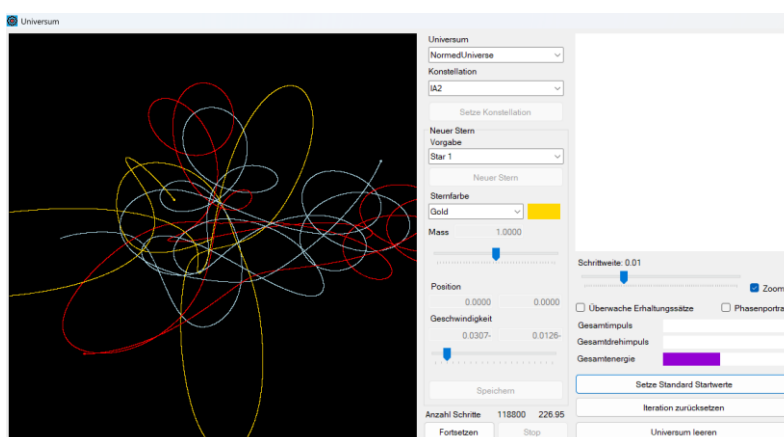 Universum
Universum
NormedUniverse
Konstellation
IA2
Setze Konstellation
Neuer Stern
Vorgabe
Star 1
Neuer Stern
Sternfarbe
Gold
Mass 1.0000
Position
0.0000 0.0000
Geschwindigkeit
0.0307- 0.0126-
Speichern
Anzahl Schritte 118800 226.95
Fortsetzen Stop
Schrittweite: 0.01
Zoom
Überwache Erhaltungssätze Phasenportra
Gesamtimpuls
Gesamtdrehimpuls
Gesamtenergie
Setze Standard Startwerte
Iteration zurücksetzen
Universum leeren